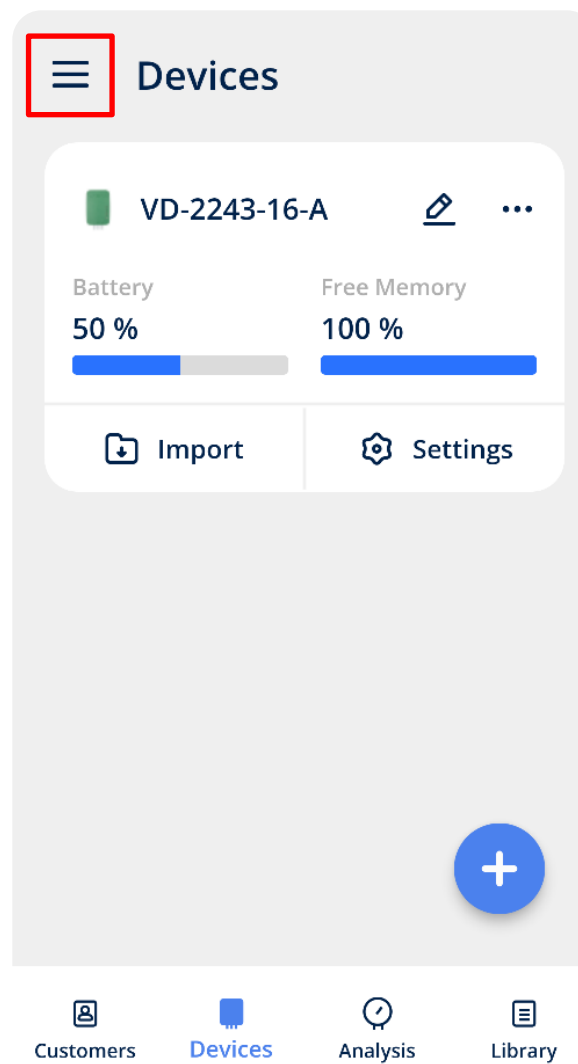 Devices
VD-2243-16-A
Battery
Free Memory
50 %
100 %
Import
Settings
Customers
Devices
Analysis
Library